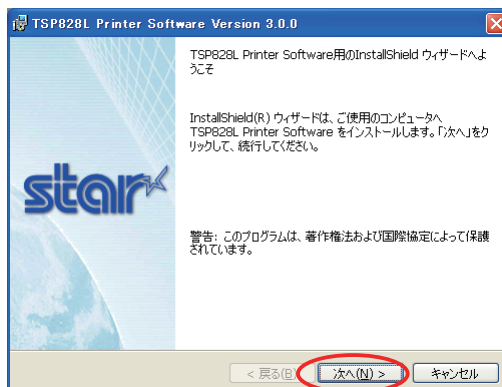 TSP828L Printer Software Version 3.0.0
TSP828L Printer Software用のInstallShield ウィザードへよ
うこそ
InstallShield(R) ウィザードは、ご使用のコンピュータへ
TSP828L Printer Software をインストールします。「次へ」をク
リックして、続行してください。
star
警告: このプログラムは、著作権法および国際協定によって保護
されています。
< 戻る(B) 次へ(N) > キャンセル